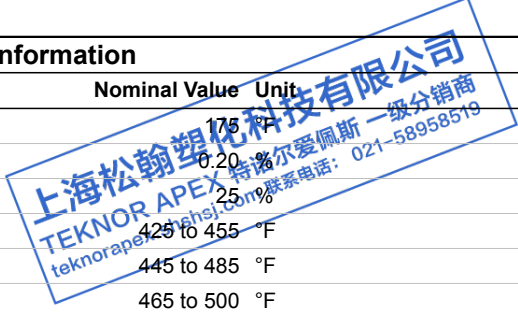 nformation
Nominal Value Unit
175 °F
0.20 %
25 %
425 to 455 °F
445 to 485 °F
465 to 500 °F
上海松翰塑化科技有限公司
TEKNOR APEX 特诺尔爱佩斯 一级分销商
联系电话: 021-58958519